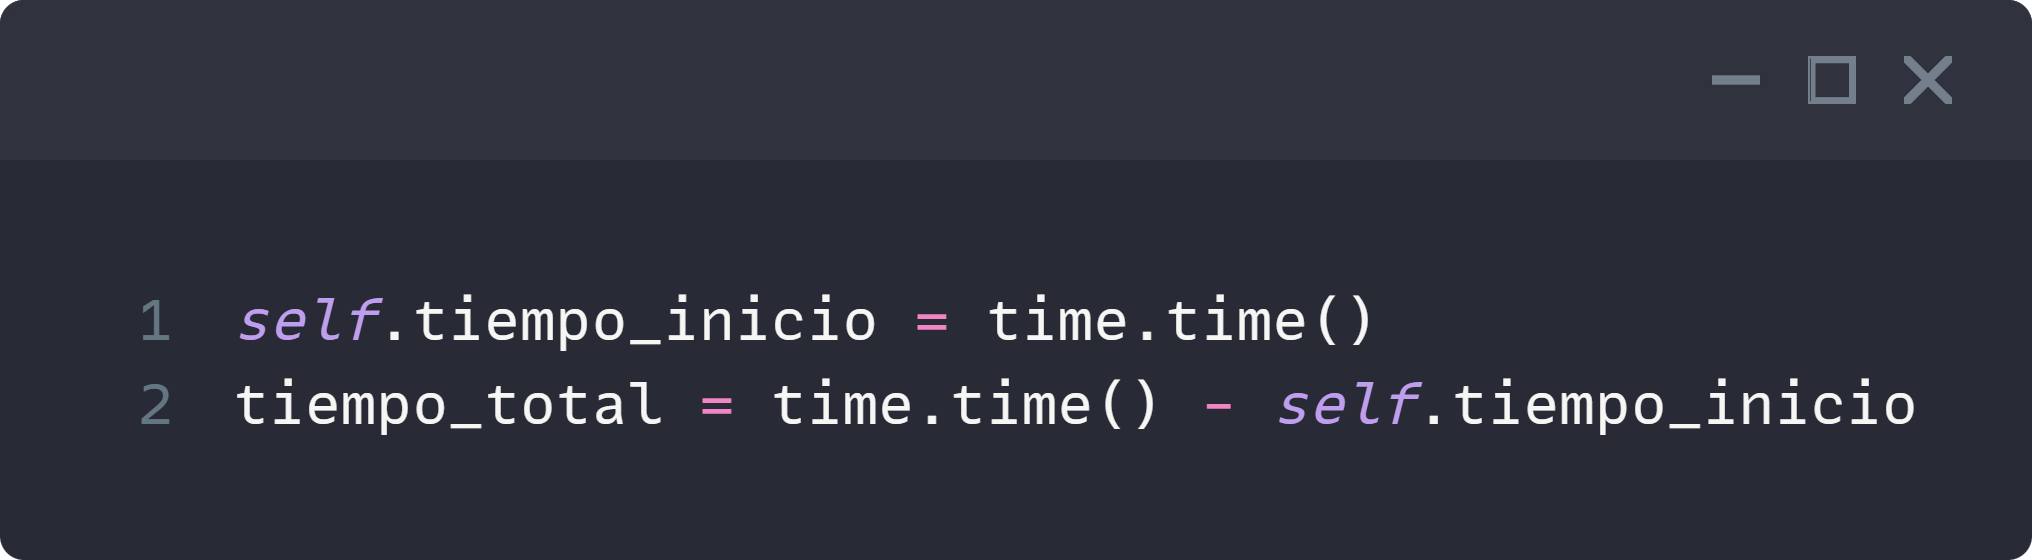 1 self.tiempo_inicio = time.time()
2 tiempo_total = time.time() - self.tiempo_inicio